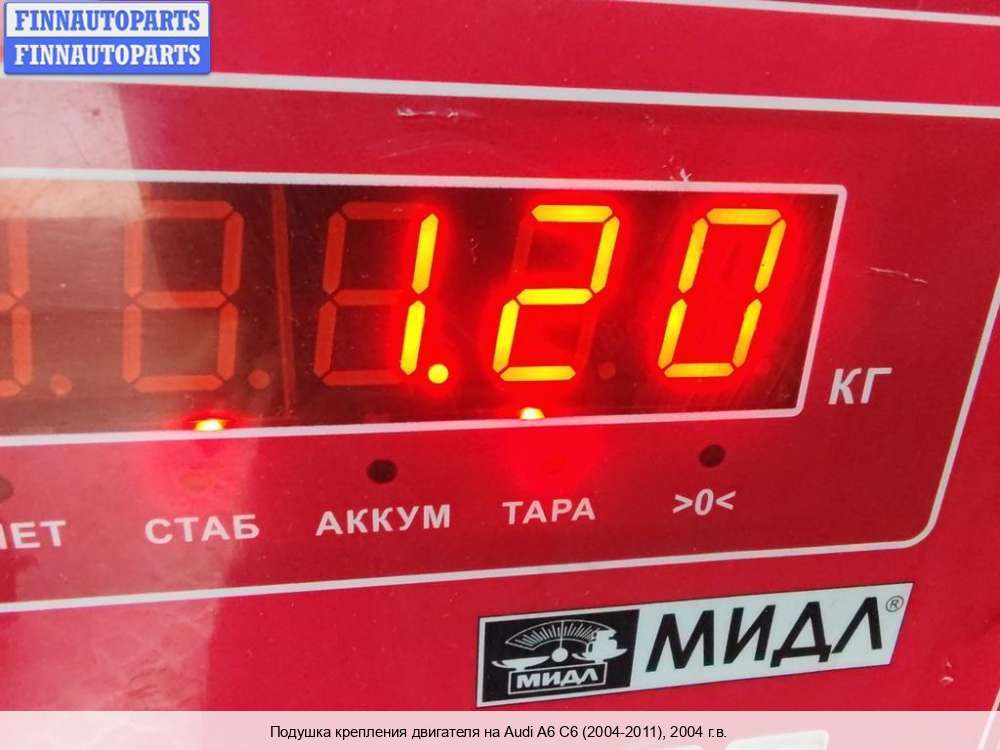 FINNAUTOPARTS
FINNAUTOPARTS
1.20
КГ
СТАБ АККУМ ТАРА >0<
МИДЛ МИДЛ®
Подушка крепления двигателя на Audi A6 C6 (2004-2011), 2004 г.в.